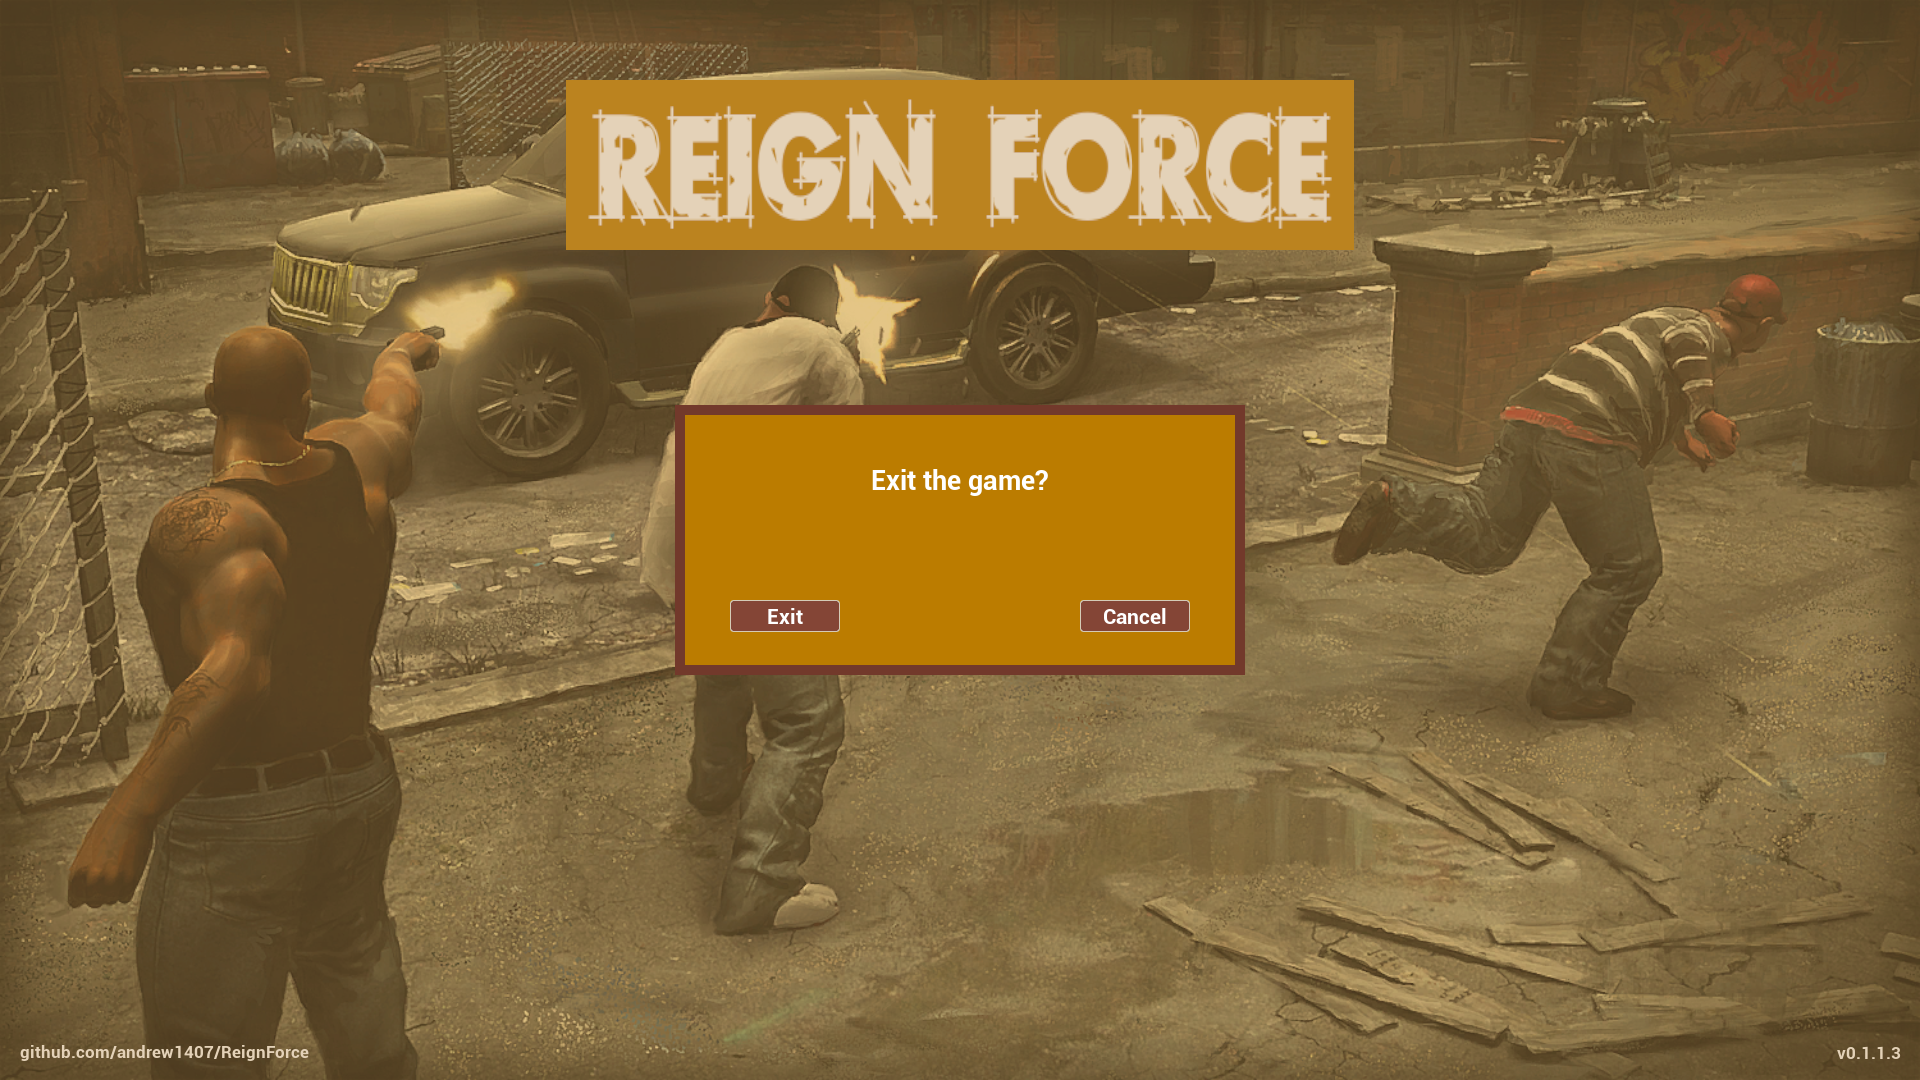 REIGN FORCE
Exit the game?
Exit
Cancel
github.com/andrew1407/ReignForce
v0.1.1.3